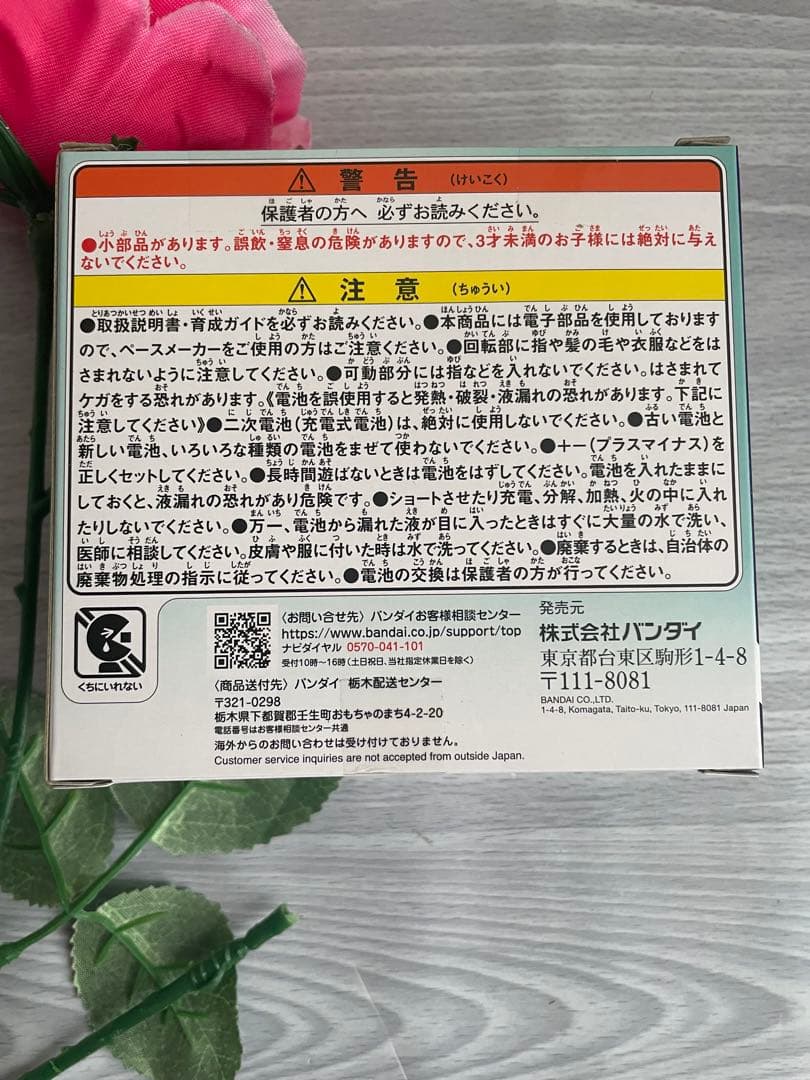 警告 (けいこく)
保護者の方へ 必ずお読みください。
●小部品があります。誤飲・窒息の危険がありますので、3才未満のお子様には絶対に与え
ないでください。
注意 (ちゅうい)
●取扱説明書・育成ガイドを必ずお読みください。●本商品には電子部品を使用しております
ので、ペースメーカーをご使用の方はご注意ください。●回転部に指や髪の毛や衣服などをは
さまれないように注意してください。●可動部分には指などを入れないでください。はさまれて
ケガをする恐れがあります。《電池を誤使用すると発熱・破裂・液漏れの恐れがあります。下記に
注意してください》●二次電池(充電式電池)は、絶対に使用しないでください。●古い電池と
新しい電池、いろいろな種類の電池をまぜて使わないでください。●+-(プラスマイナス)を
正しくセットしてください。●長時間遊ばないときは電池をはずしてください。電池を入れたままに
しておくと、液漏れの恐れがあり危険です。●ショートさせたり充電、分解、加熱、火の中に入れ
たりしないでください。●万一、電池から漏れた液が目に入ったときはすぐに大量の水で洗い、
医師に相談してください。皮膚や服に付いた時は水で洗ってください。●廃棄するときは、自治体の
廃棄物処理の指示に従ってください。●電池の交換は保護者の方が行ってください。
くちにいれない
〈お問い合せ先〉バンダイお客様相談センター
https://www.bandai.co.jp/support/top
ナビダイヤル 0570-041-101
受付10時～16時(土日祝日、当社指定休業日を除く)
〈商品送付先〉バンダイ 栃木配送センター
〒321-0298
栃木県下都賀郡壬生町おもちゃのまち4-2-20
電話番号はお客様相談センター共通
海外からのお問い合わせは受け付けておりません。
Customer service inquiries are not accepted from outside Japan.
発売元
株式会社バンダイ
東京都台東区駒形1-4-8
〒111-8081
BANDAI CO.,LTD.
1-4-8, Komagata, Taito-ku, Tokyo, 111-8081 Japan